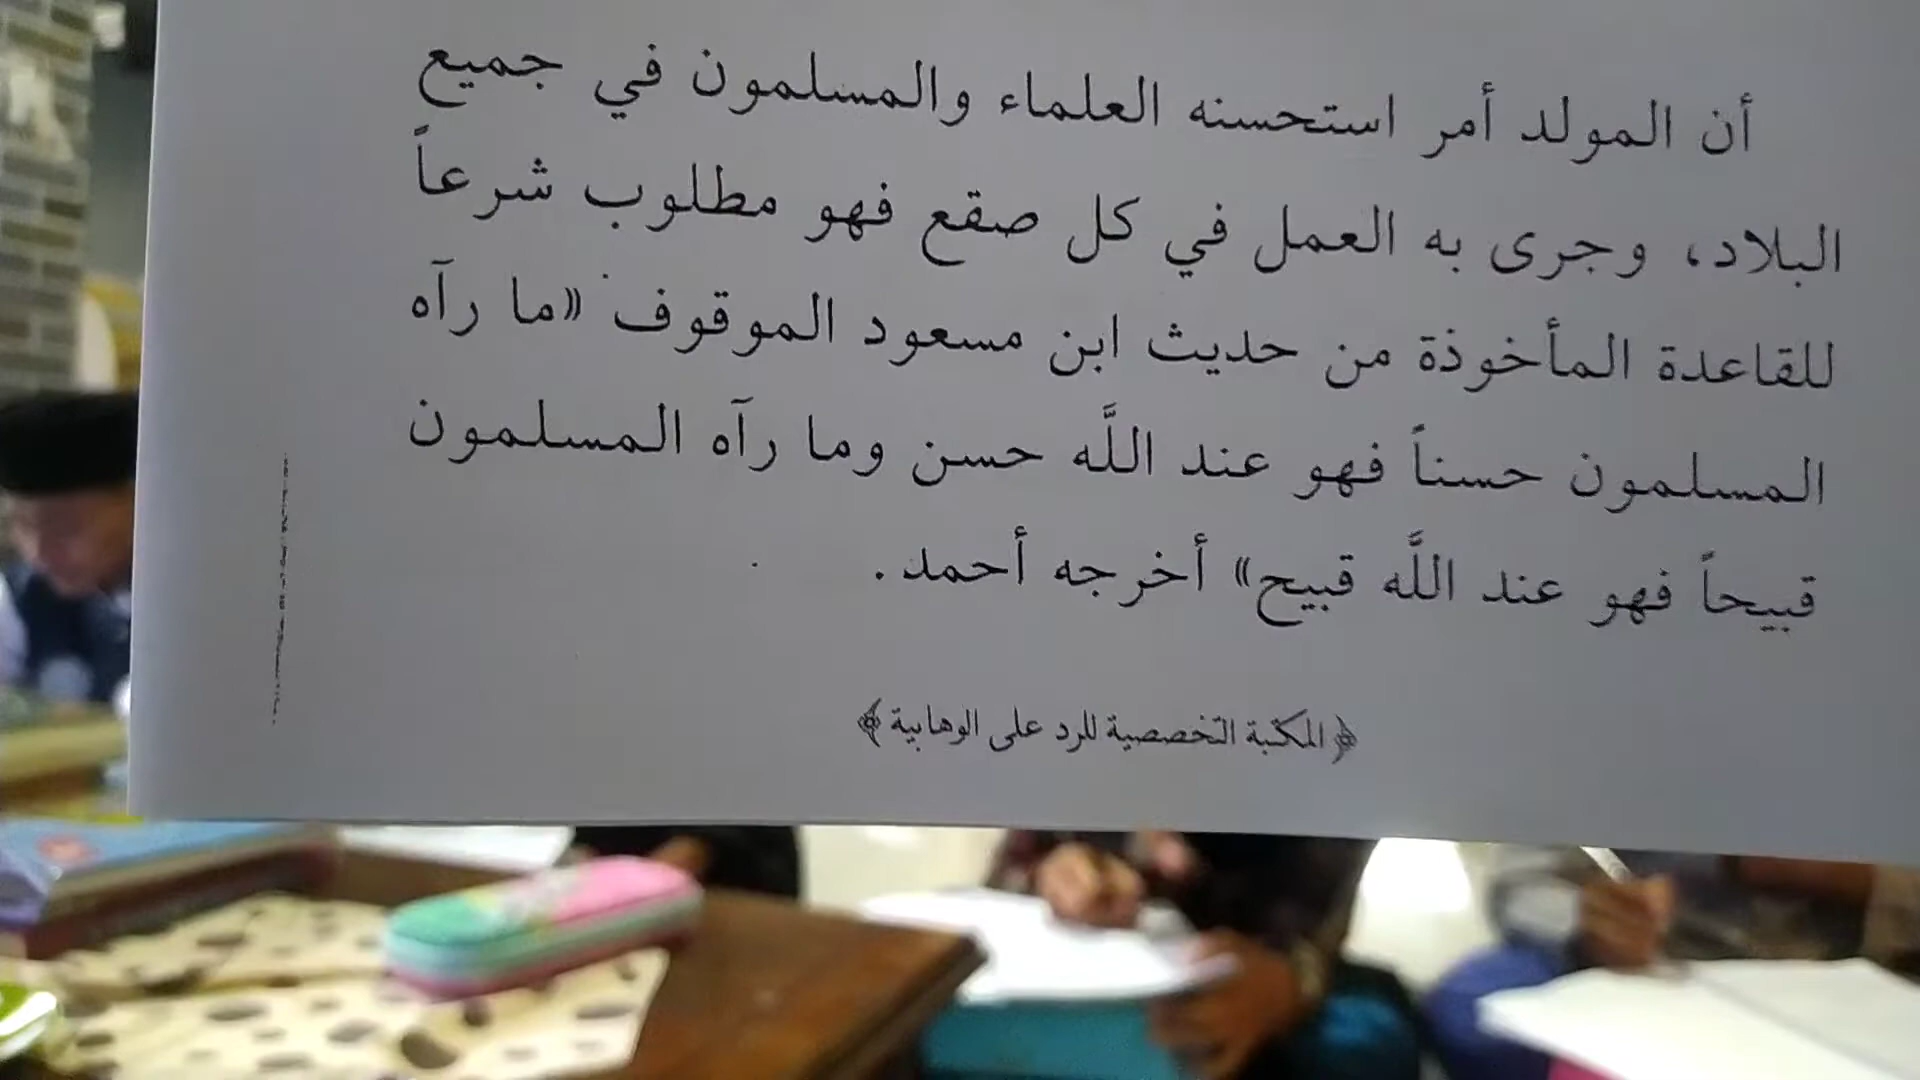 أن المولد أمر استحسنه العلماء والمسلمون في جميع
البلاد، وجرى به العمل في كل صقع فهو مطلوب شرعاً
للقاعدة المأخوذة من حديث ابن مسعود الموقوف «ما رآه
المسلمون حسناً فهو عند اللَّه حسن وما رآه المسلمون
قبيحاً فهو عند اللَّه قبيح» أخرجه أحمد.
﴿المكتبة التخصصية للرد على الوهابية﴾